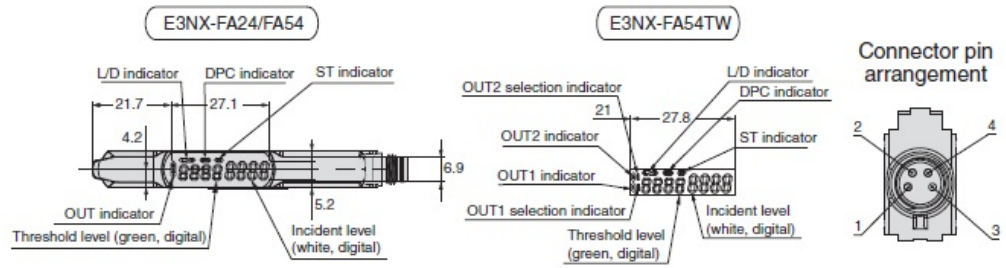 E3NX-FA24/FA54
L/D indicator
DPC indicator
ST indicator
21.7
27.1
4.2
6.9
5.2
OUT indicator
Threshold level (green, digital)
Incident level
(white, digital)
E3NX-FA54TW
L/D indicator
OUT2 selection indicator
DPC indicator
21
27.8
OUT2 indicator
ST indicator
OUT1 indicator
OUT1 selection indicator
Incident level
(white, digital)
Threshold level
(green, digital)
Connector pin
arrangement
2
4
1
3